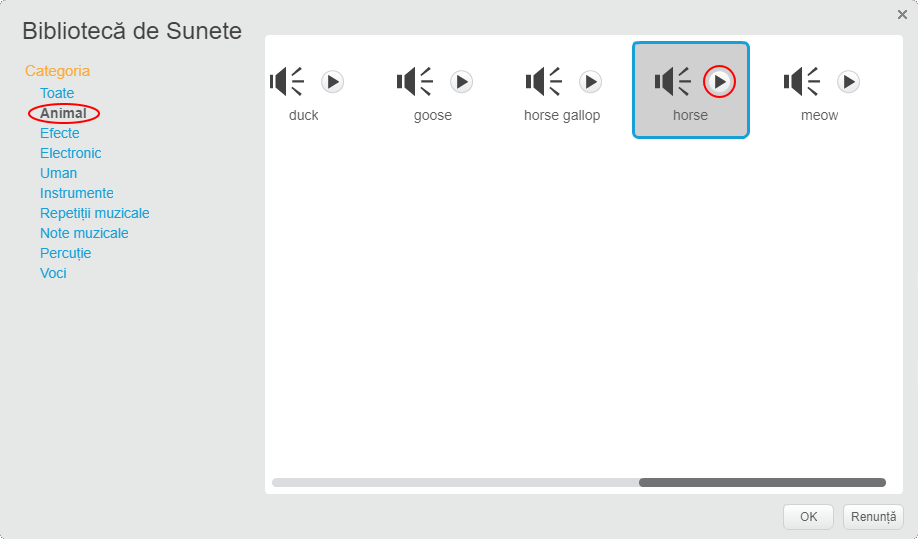 Bibliotecă de Sunete
Categoria
Toate
Animal
Efecte
Electronic
Uman
Instrumente
Repetiții muzicale
Note muzicale
Percuție
Voci
duck
goose
horse gallop
horse
meow
OK
Renunță